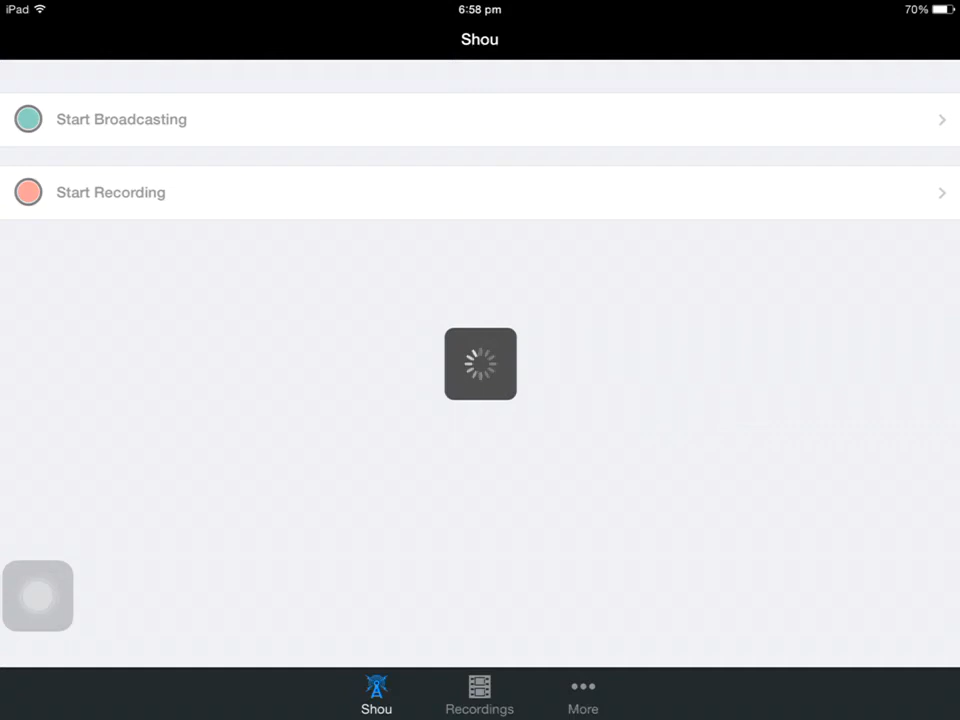 iPad 6:58 pm 70%
Shou
Start Broadcasting
Start Recording
Shou Recordings More